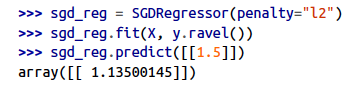 >>> sgd_reg = SGDRegressor(penalty="l2")
>>> sgd_reg.fit(X, y.ravel())
>>> sgd_reg.predict([[1.5]])
array([[ 1.13500145]])